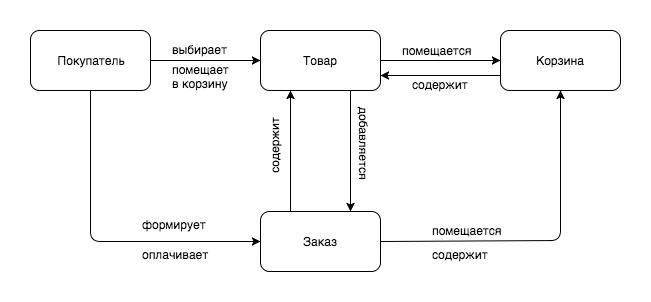 Покупатель
выбирает
помещает
в корзину
Товар
помещается
содержит
Корзина
содержит
добавляется
формирует
оплачивает
Заказ
помещается
содержит